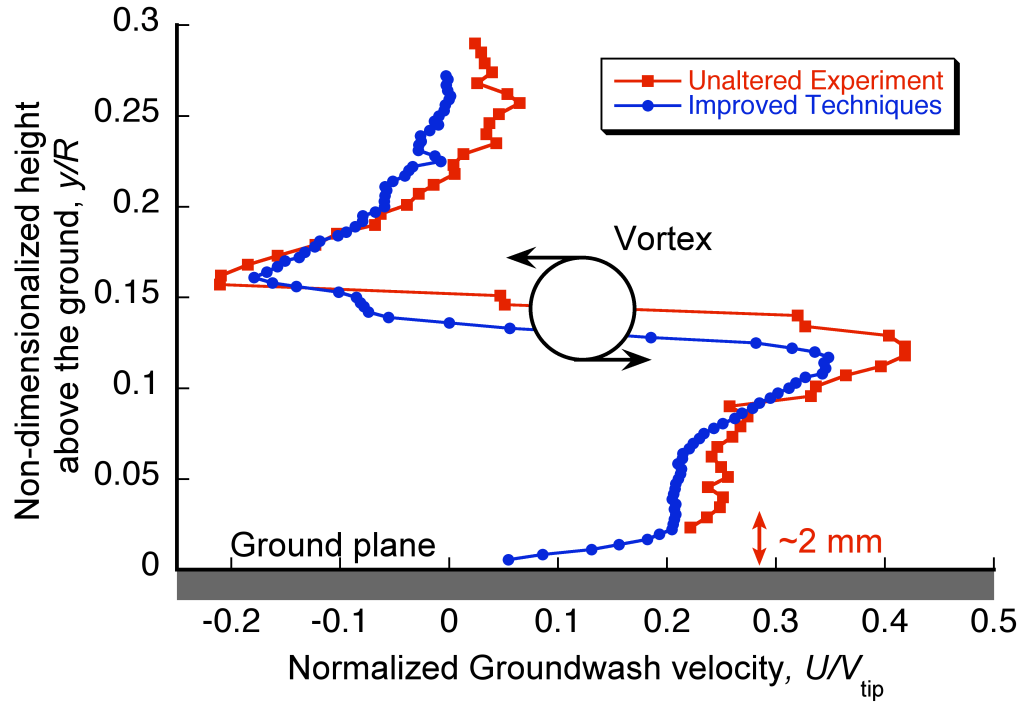 0.3
0.25
0.2
0.15
0.1
0.05
0
Non-dimensionalized height
above the ground, y/R
Unaltered Experiment
Improved Techniques
Vortex
~2 mm
Ground plane
-0.2 -0.1 0 0.1 0.2 0.3 0.4 0.5
Normalized Groundwash velocity, U/Vtip